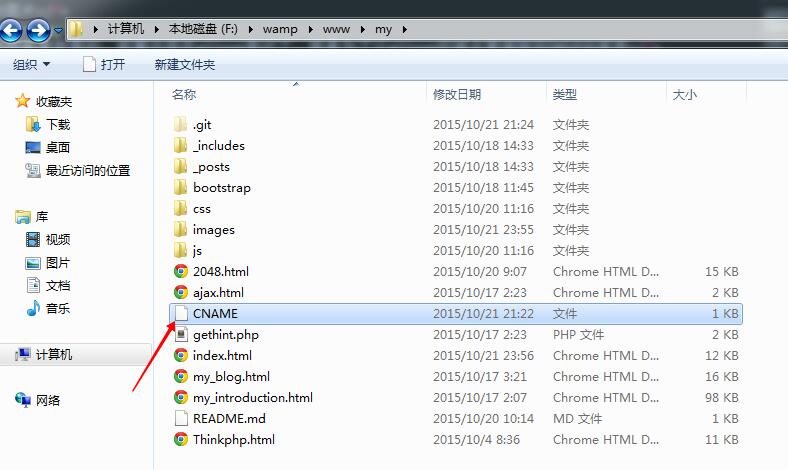 计算机 本地磁盘 (F:) wamp www my
组织 打开 新建文件夹
名称 修改日期 类型 大小
收藏夹
下载
桌面
最近访问的位置
库
视频
图片
文档
音乐
计算机
网络
.git 2015/10/21 21:24 文件夹
_includes 2015/10/18 14:33 文件夹
_posts 2015/10/18 14:33 文件夹
bootstrap 2015/10/18 11:45 文件夹
css 2015/10/20 11:16 文件夹
images 2015/10/21 23:55 文件夹
js 2015/10/20 11:16 文件夹
2048.html 2015/10/20 9:07 Chrome HTML D... 15 KB
ajax.html 2015/10/17 2:23 Chrome HTML D... 2 KB
CNAME 2015/10/21 21:22 文件 1 KB
gethint.php 2015/10/17 2:23 PHP 文件 2 KB
index.html 2015/10/21 23:56 Chrome HTML D... 12 KB
my_blog.html 2015/10/17 3:21 Chrome HTML D... 16 KB
my_introduction.html 2015/10/17 2:07 Chrome HTML D... 98 KB
README.md 2015/10/20 10:14 MD 文件 1 KB
Thinkphp.html 2015/10/4 8:36 Chrome HTML D... 11 KB